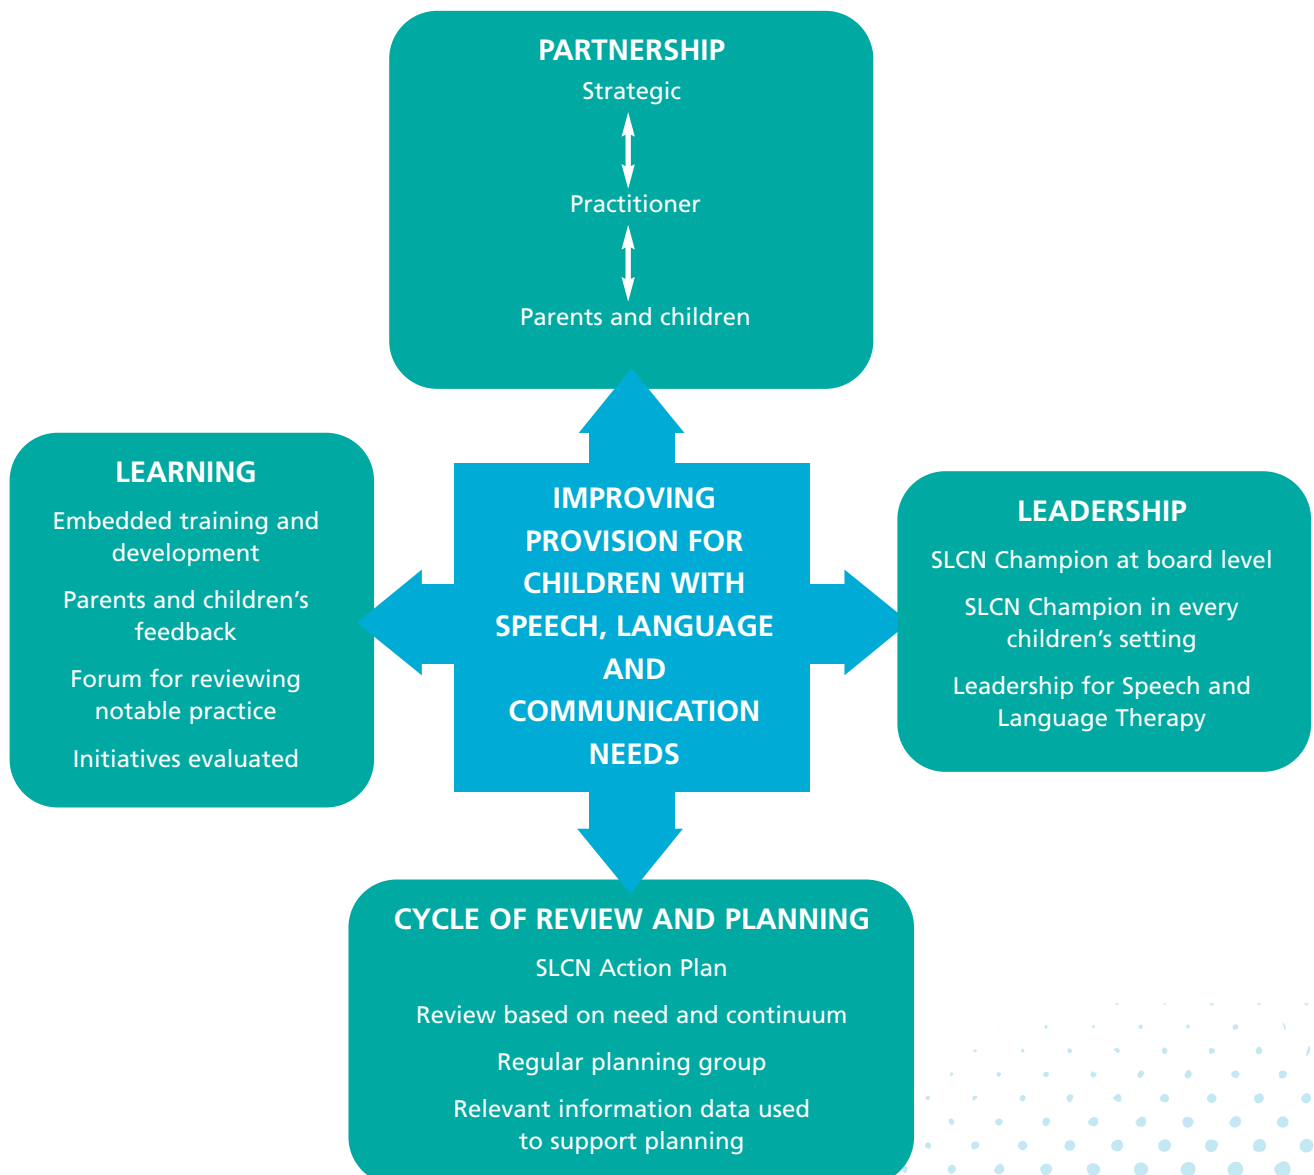 PARTNERSHIP
Strategic
Practitioner
Parents and children
LEARNING
Embedded training and
development
Parents and children’s
feedback
Forum for reviewing
notable practice
Initiatives evaluated
IMPROVING
PROVISION FOR
CHILDREN WITH
SPEECH, LANGUAGE
AND
COMMUNICATION
NEEDS
LEADERSHIP
SLCN Champion at board level
SLCN Champion in every
children’s setting
Leadership for Speech and
Language Therapy
CYCLE OF REVIEW AND PLANNING
SLCN Action Plan
Review based on need and continuum
Regular planning group
Relevant information data used
to support planning